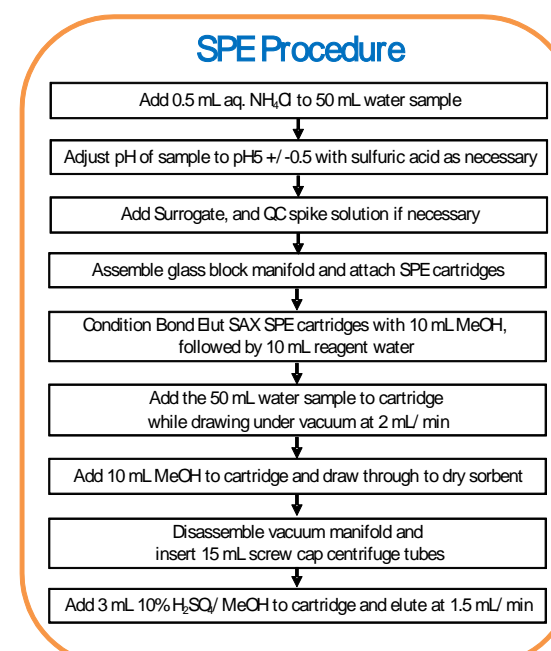 SPE Procedure
Add 0.5 mL aq. NH₄Cl to 50 mL water sample
Adjust pH of sample to pH5 +/-0.5 with sulfuric acid as necessary
Add Surrogate, and QC spike solution if necessary
Assemble glass block manifold and attach SPE cartridges
Condition Bond Elut SAX SPE cartridges with 10 mL MeOH,
followed by 10 mL reagent water
Add the 50 mL water sample to cartridge
while drawing under vacuum at 2 mL/min
Add 10 mL MeOH to cartridge and draw through to dry sorbent
Disassemble vacuum manifold and
insert 15 mL screw cap centrifuge tubes
Add 3 mL 10% H₂SO₄/MeOH to cartridge and elute at 1.5 mL/min